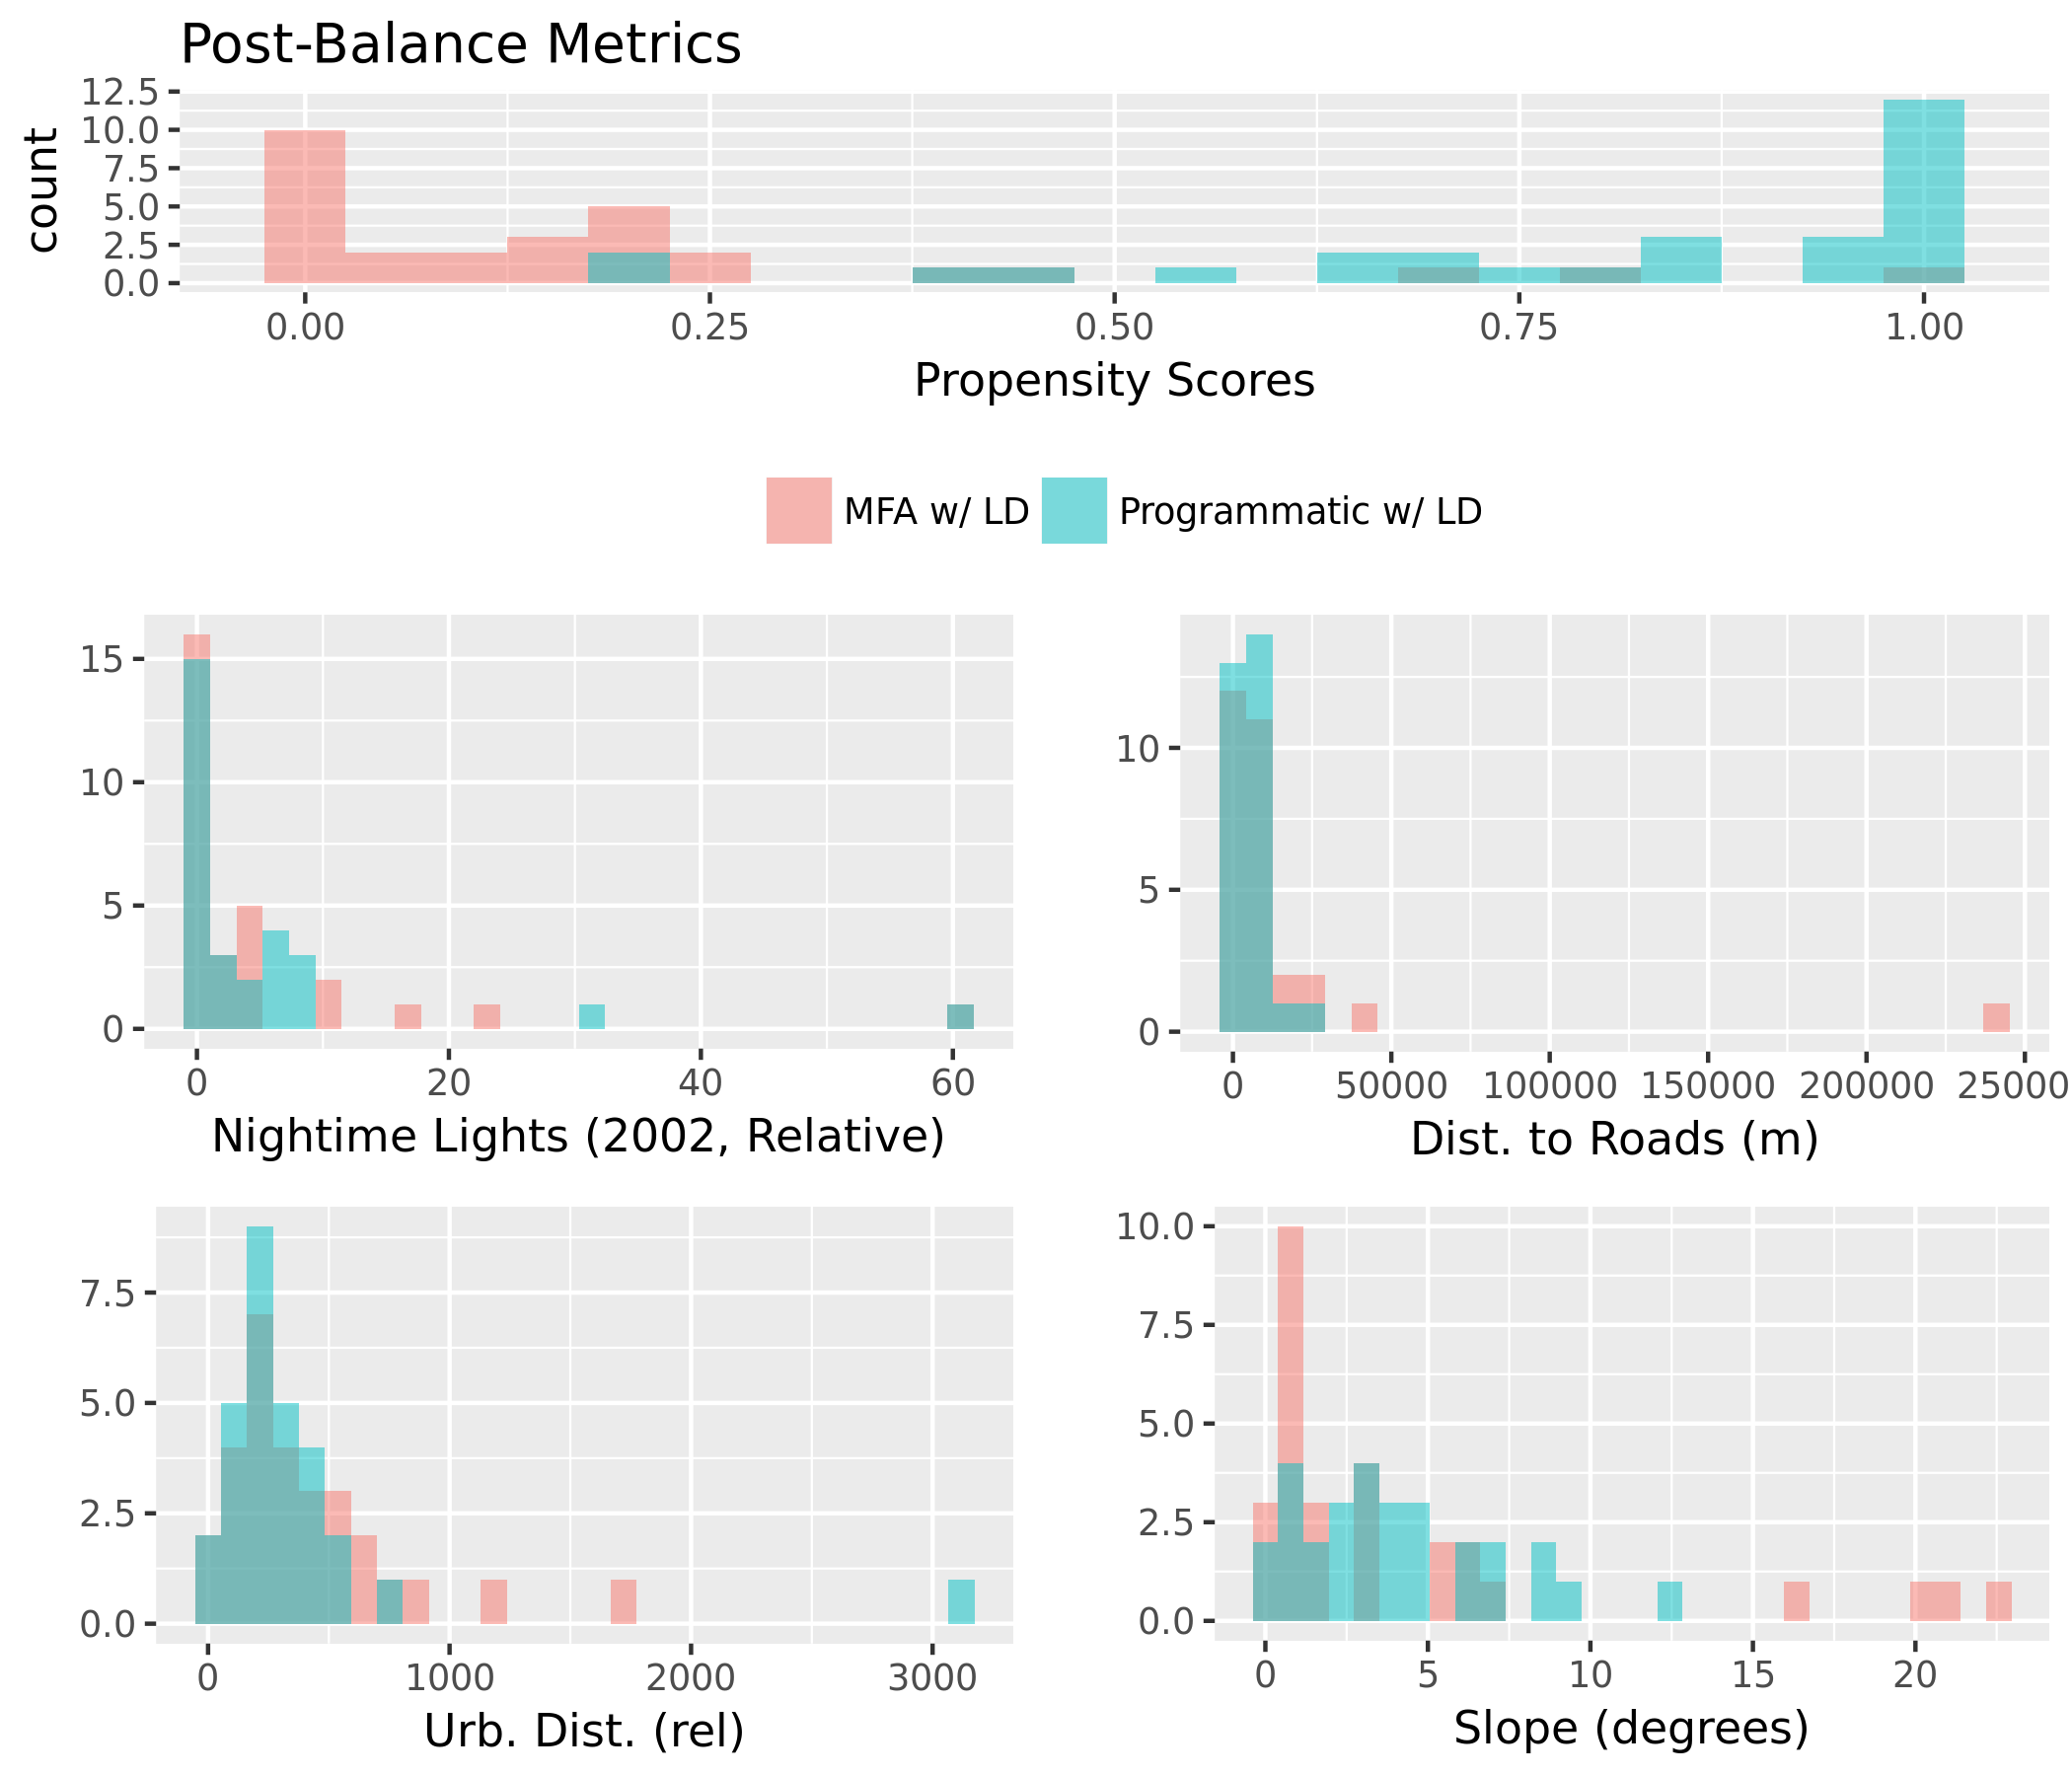 Post-Balance Metrics
12.5
10.0
7.5
5.0
2.5
0.0
count
0.00 0.25 0.50 0.75 1.00
Propensity Scores
MFA w/ LD Programmatic w/ LD
15
10
5
0
0 20 40 60
Nightime Lights (2002, Relative)
10
5
0
0 50000 100000 150000 200000 25000
Dist. to Roads (m)
7.5
5.0
2.5
0.0
0 1000 2000 3000
Urb. Dist. (rel)
10.0
7.5
5.0
2.5
0.0
0 5 10 15 20
Slope (degrees)